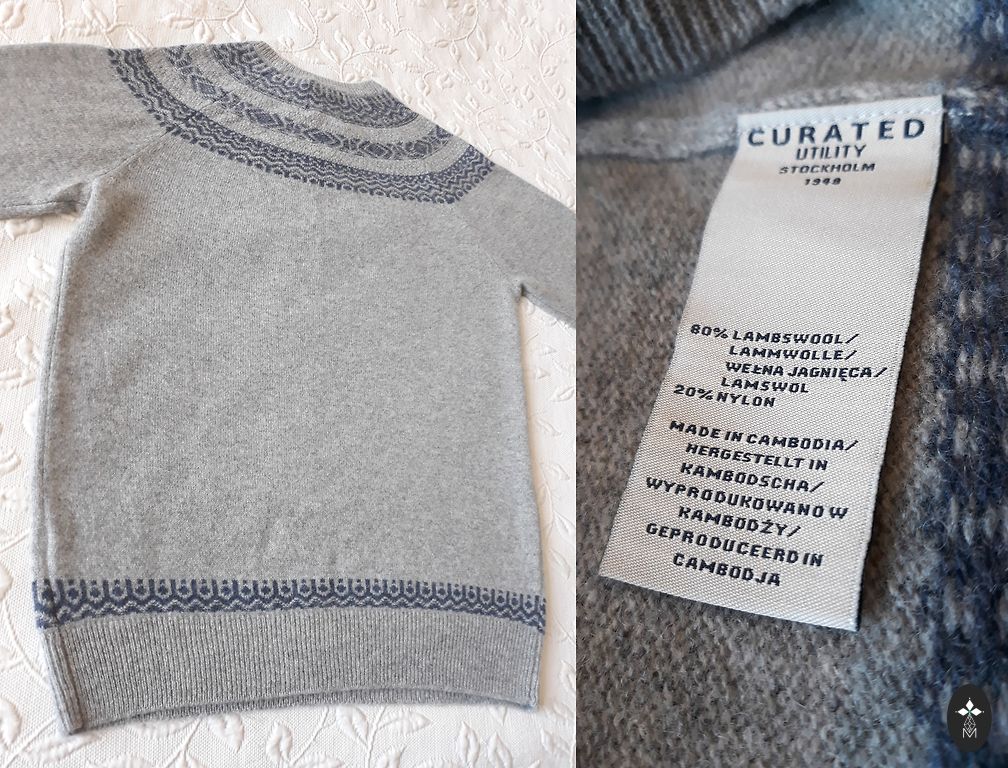 CURATED
UTILITY
STOCKHOLM
1948
80% LAMBSWOOL/
LAMMWOLLE/
WEŁNA JAGNIĘCA/
LAMSWOL
20% NYLON
MADE IN CAMBODIA/
HERGESTELLT IN
KAMBODSCHA/
WYPRODUKOWANO W
KAMBODŻY/
GEPRODUCEERD IN
CAMBODJA
M